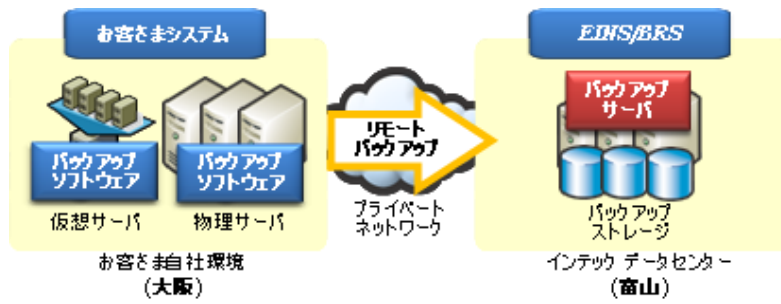 お客さまシステム
EINS/BRS
バックアップ
サーバ
リモート
バックアップ
バックアップ
ソフトウェア
バックアップ
ソフトウェア
仮想サーバ
物理サーバ
プライベート
ネットワーク
バックアップ
ストレージ
お客さま自社環境
(大阪)
インテック データセンター
(富山)